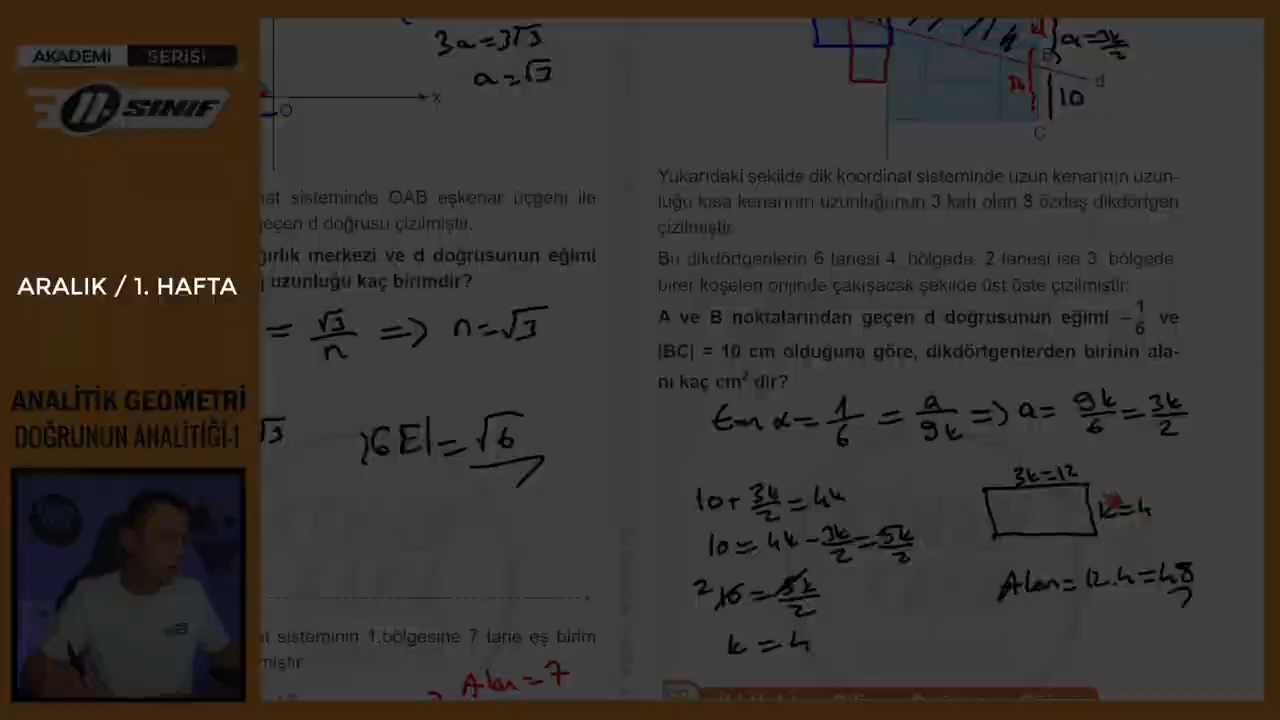 AKADEMİ SERİSİ
11.SINIF
ARALIK / 1. HAFTA
ANALİTİK GEOMETRİ
DOĞRUNUN ANALİTİĞİ-1
3a=3√3
a=√3
x
O
sisteminde OAB eşkenar üçgeni ile
geçen d doğrusu çizilmiştir.
ağırlık merkezi ve d doğrusunun eğimi
uzunluğu kaç birimdir?
= √3/n => n=√3
√3
|GE|=√6
sisteminin 1.bölgesine 7 tane eş birim
Alan=7
a=3k/2
B
d
10
C
Yukarıdaki şekilde dik koordinat sisteminde uzun kenarının uzun-
luğu kısa kenarının uzunluğunun 3 katı olan 8 özdeş dikdörtgen
çizilmiştir.
Bu dikdörtgenlerin 6 tanesi 4. bölgede, 2 tanesi ise 3. bölgede
birer köşeleri orijinde çakışacak şekilde üst üste çizilmiştir.
A ve B noktalarından geçen d doğrusunun eğimi -1/6 ve
|BC| = 10 cm olduğuna göre, dikdörtgenlerden birinin ala-
nı kaç cm² dir?
tan α = 1/6 = a/9k => a = 9k/6 = 3k/2
10+3k/2=4k
10=4k-3k/2=5k/2
2 10=5k/2
k=4
3k=12
k=4
Alan=12.4=48